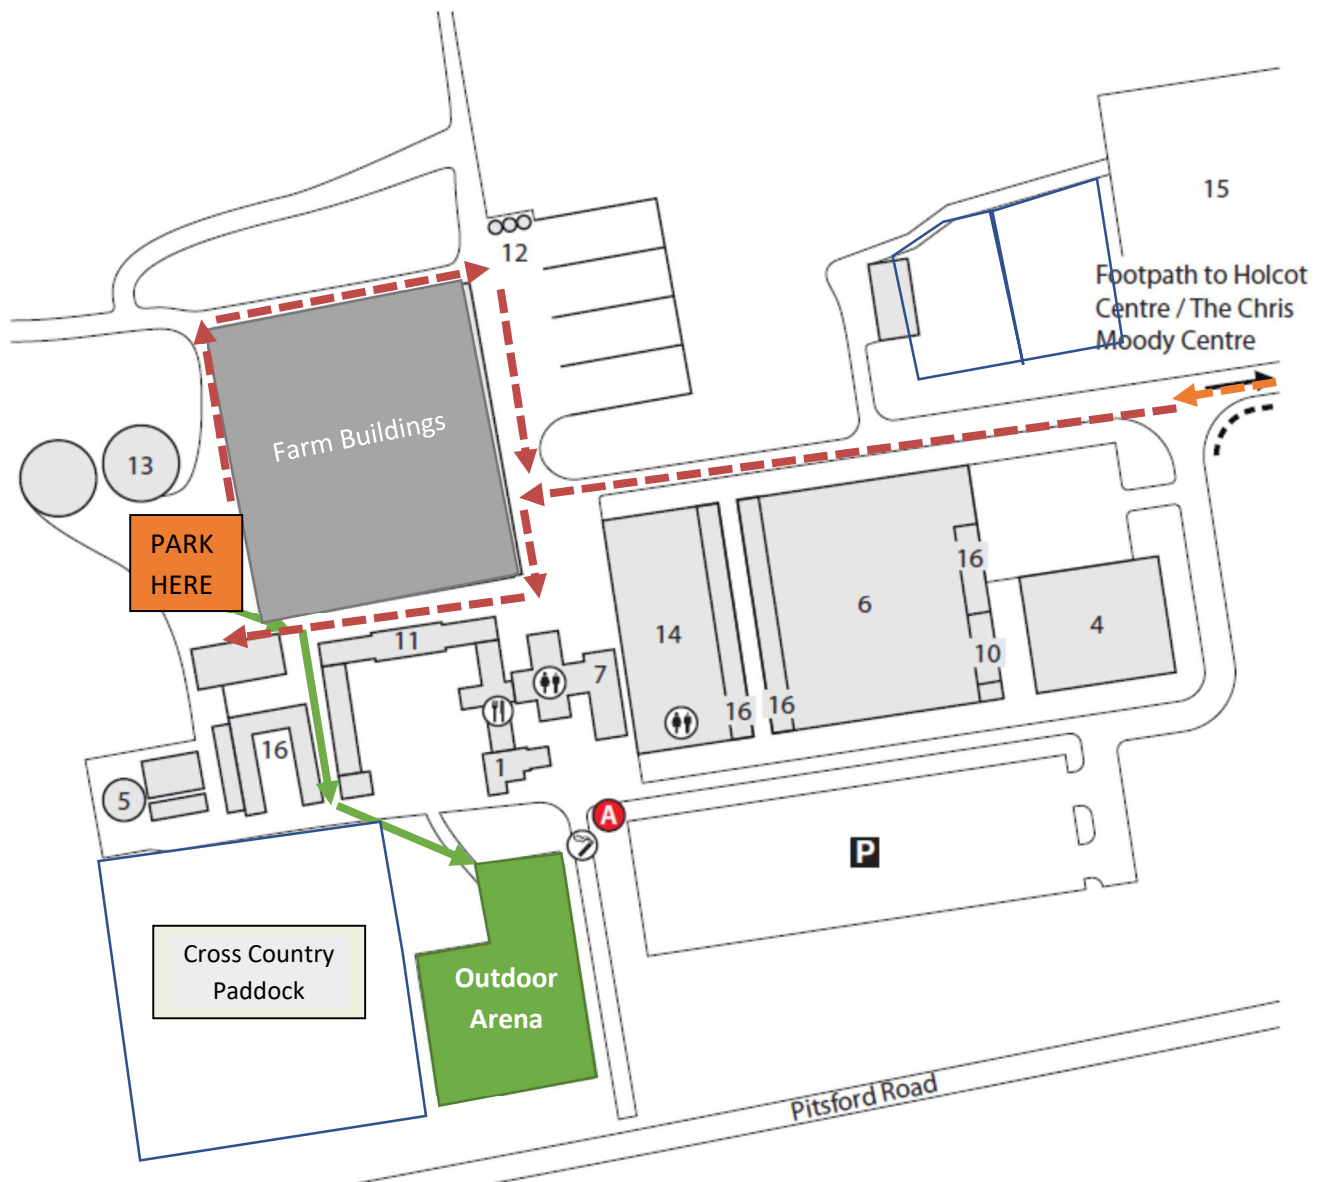 15
12
Footpath to Holcot
Centre / The Chris
Moody Centre
Farm Buildings
13
PARK
HERE
16
6
4
14
11
7
10
16
16
16
1
5
A
P
Cross Country
Paddock
Outdoor
Arena
Pitsford Road